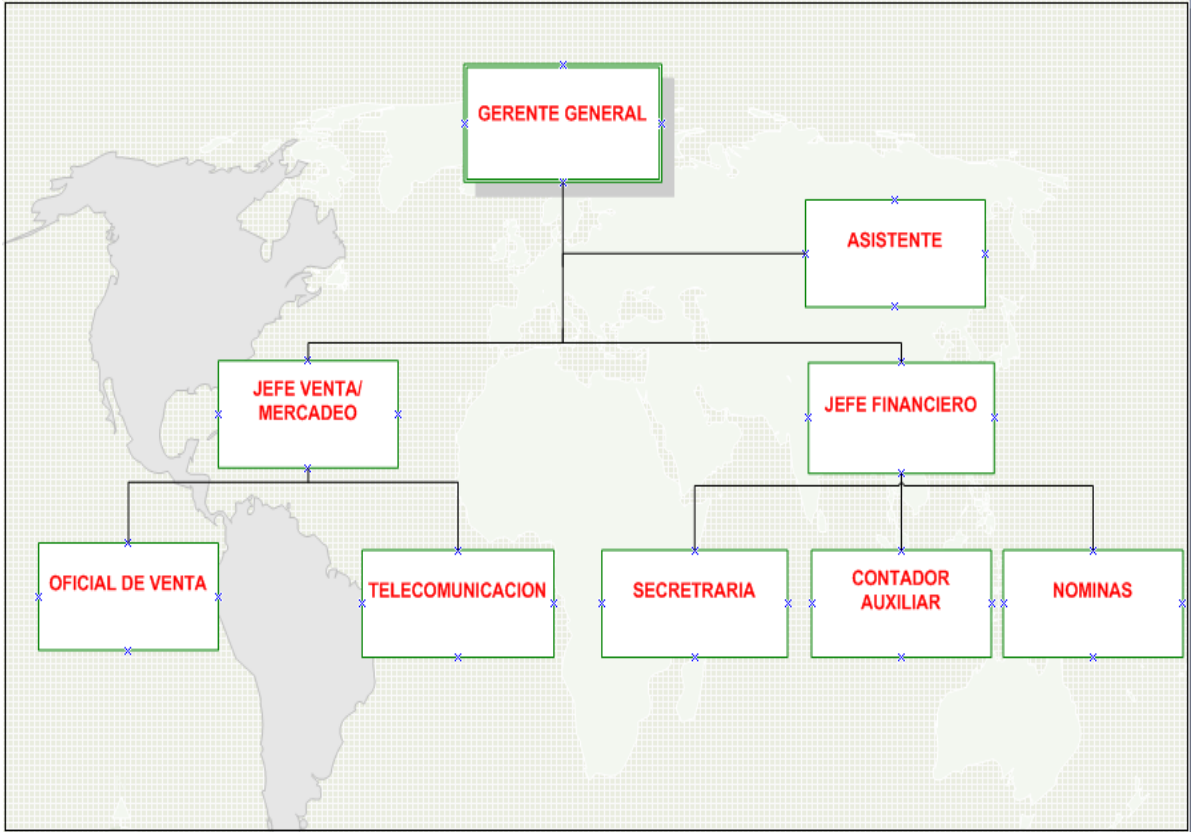 GERENTE GENERAL
ASISTENTE
JEFE VENTA/
MERCADEO
JEFE FINANCIERO
OFICIAL DE VENTA
TELECOMUNICACION
SECRETRARIA
CONTADOR
AUXILIAR
NOMINAS